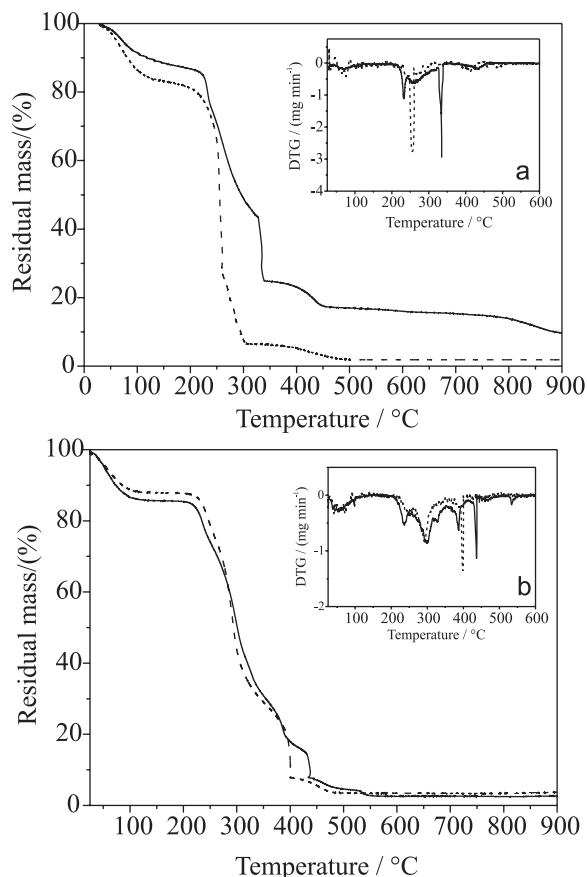 100
80
60
40
20
0
Residual mass/(%)
0 100 200 300 400 500 600 700 800 900
Temperature / °C
0
-1
-2
-3
-4
DTG / (mg min-1)
100 200 300 400 500 600
Temperature / °C
a
100
80
60
40
20
0
Residual mass/(%)
100 200 300 400 500 600 700 800 900
Temperature / °C
0
-1
-2
DTG / (mg min-1)
100 200 300 400 500 600
Temperature / °C
b